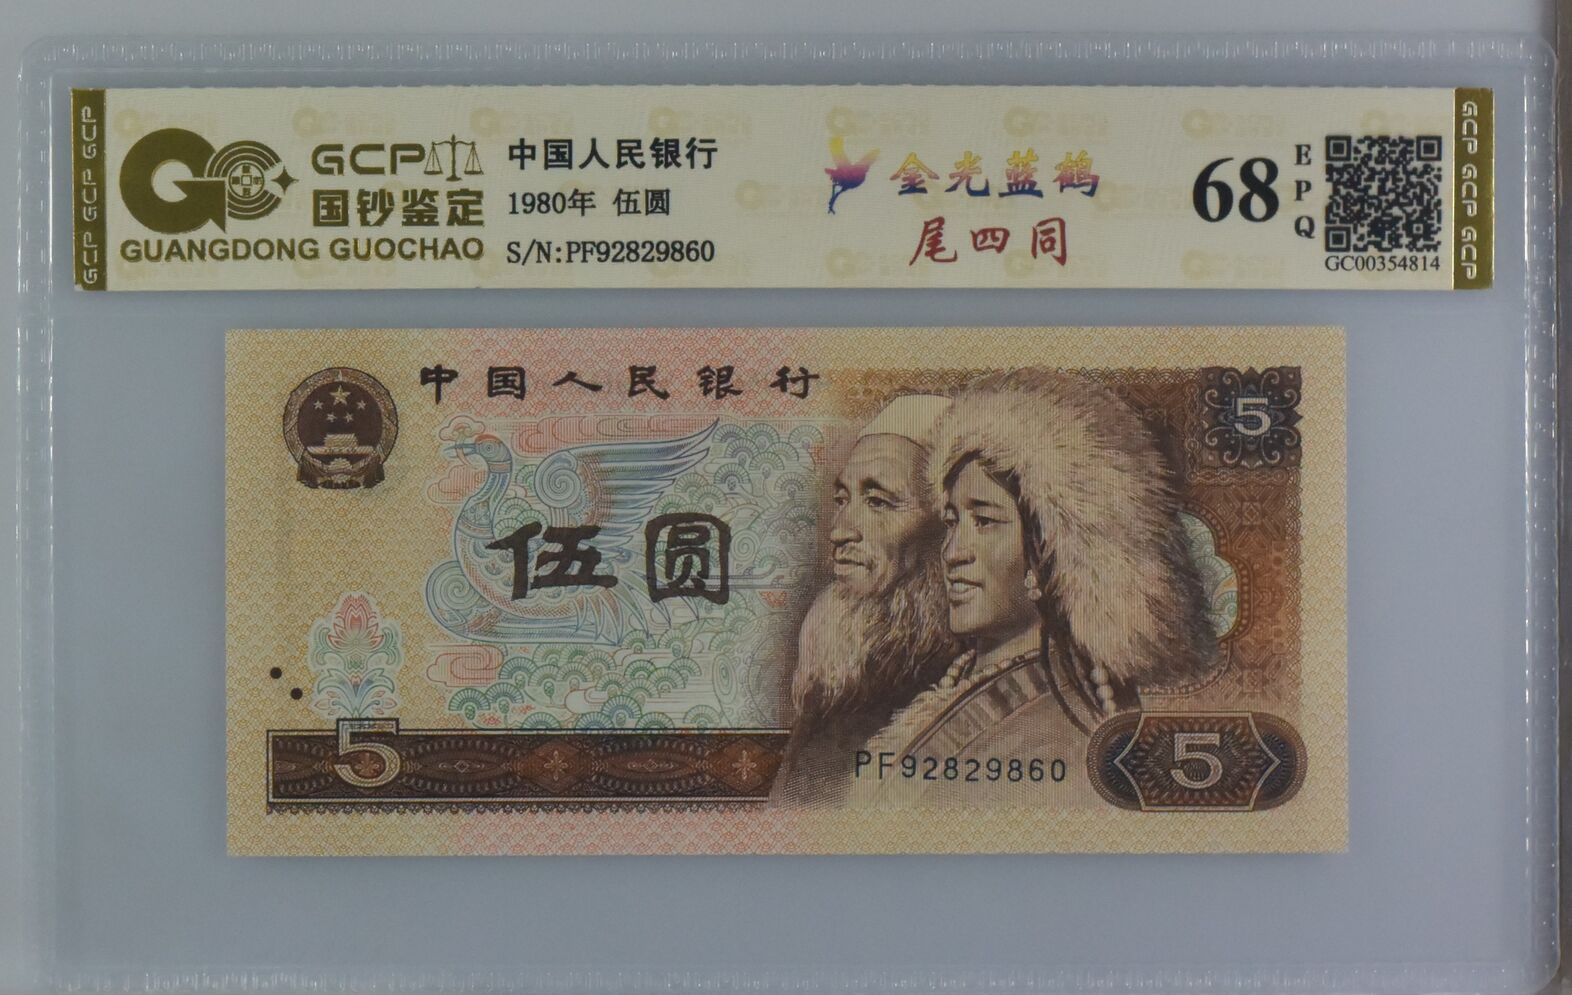 GCP
国钞鉴定
GUANGDONG GUOCHAO
中国人民银行
1980年 伍圆
S/N:PF92829860
金光蓝鹤
尾四同
68
EPQ
GC00354814
GCP GCP GCP
GCP GCP GCP
中国人民银行
5
伍圆
5
PF92829860
5